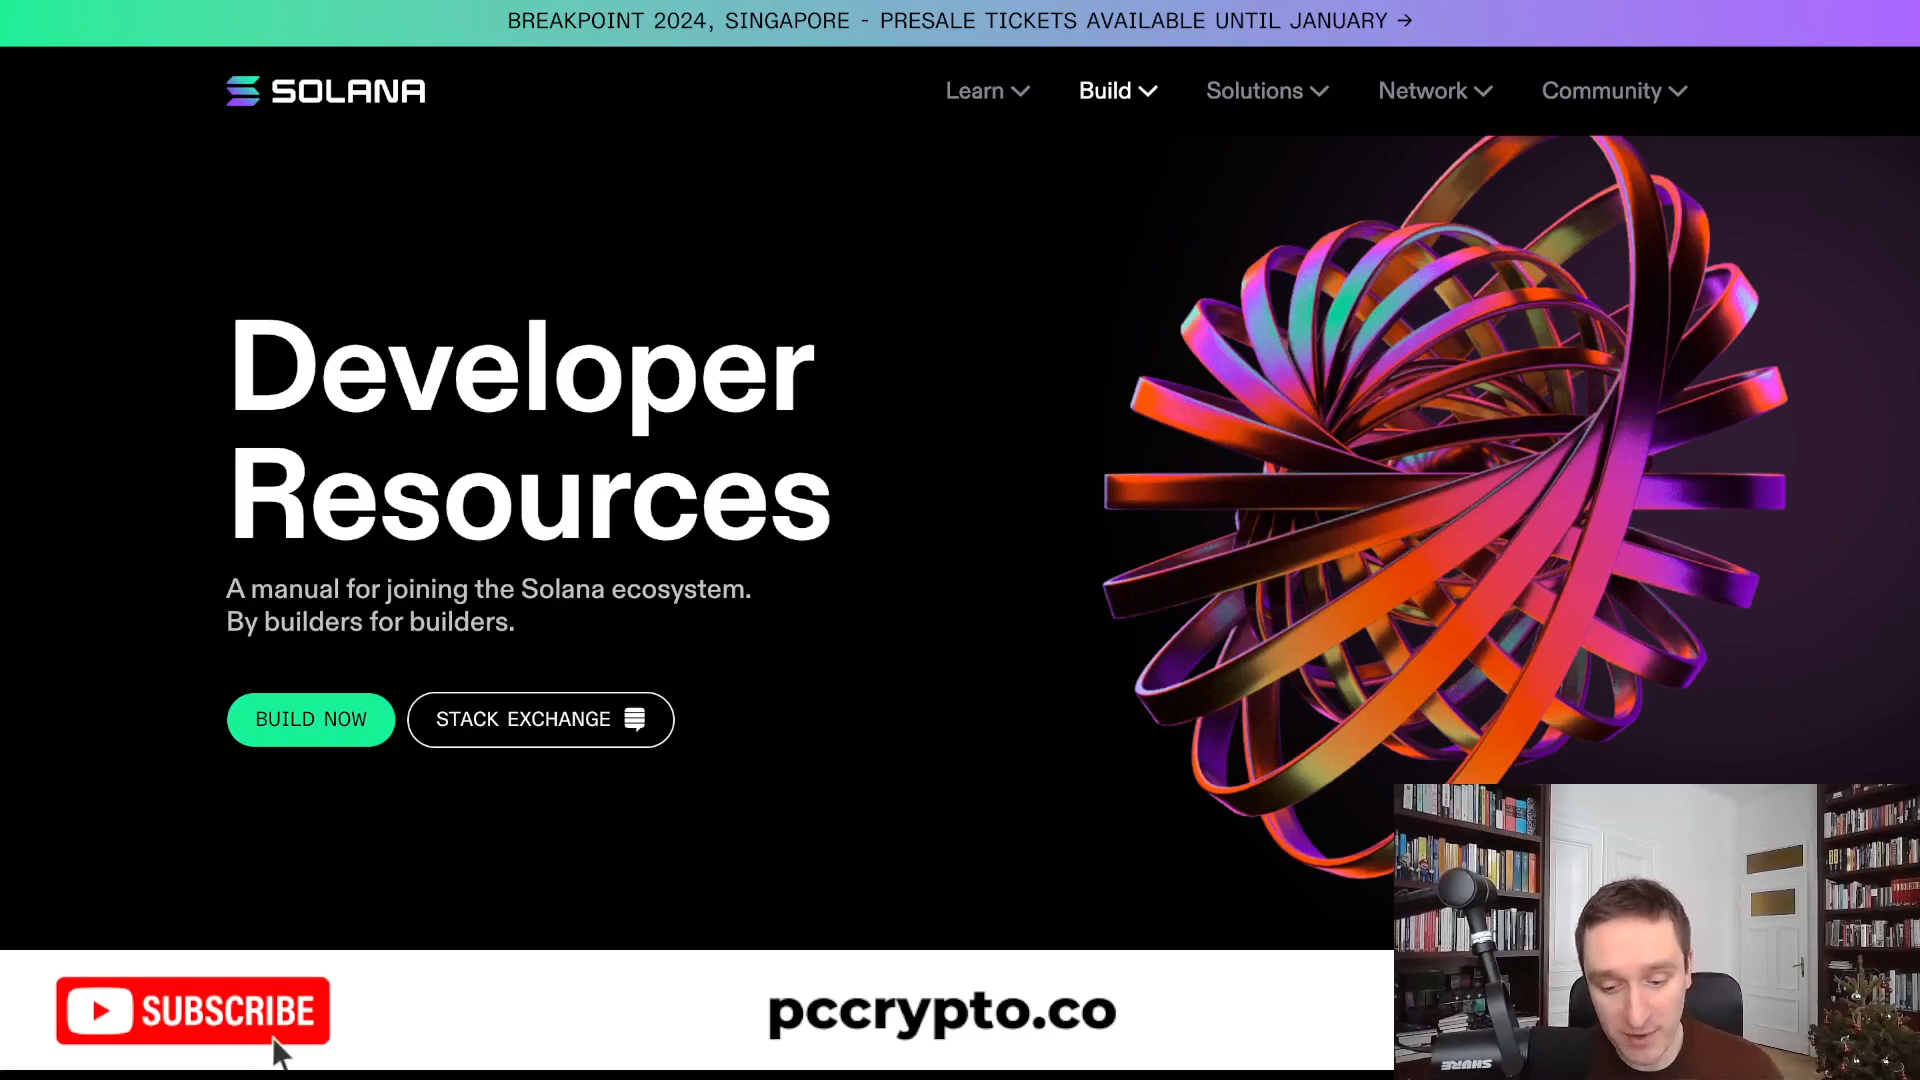 BREAKPOINT 2024, SINGAPORE - PRESALE TICKETS AVAILABLE UNTIL JANUARY →
SOLANA
Learn
Build
Solutions
Network
Community
Developer
Resources
A manual for joining the Solana ecosystem.
By builders for builders.
BUILD NOW
STACK EXCHANGE
SUBSCRIBE
pccrypto.co
SHURE